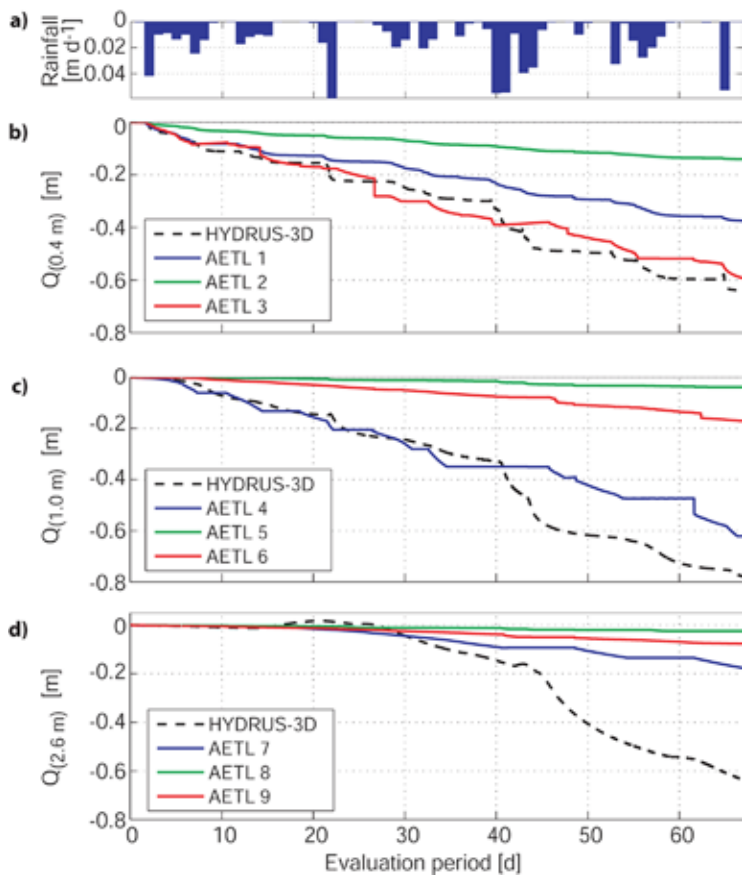 a)
Rainfall
[m d⁻¹]
0
0.02
0.04
b)
Q(0.4 m) [m]
0
-0.2
-0.4
-0.6
-0.8
HYDRUS-3D
AETL 1
AETL 2
AETL 3
c)
Q(1.0 m) [m]
0
-0.2
-0.4
-0.6
-0.8
HYDRUS-3D
AETL 4
AETL 5
AETL 6
d)
Q(2.6 m) [m]
0
-0.2
-0.4
-0.6
-0.8
HYDRUS-3D
AETL 7
AETL 8
AETL 9
0 10 20 30 40 50 60
Evaluation period [d]